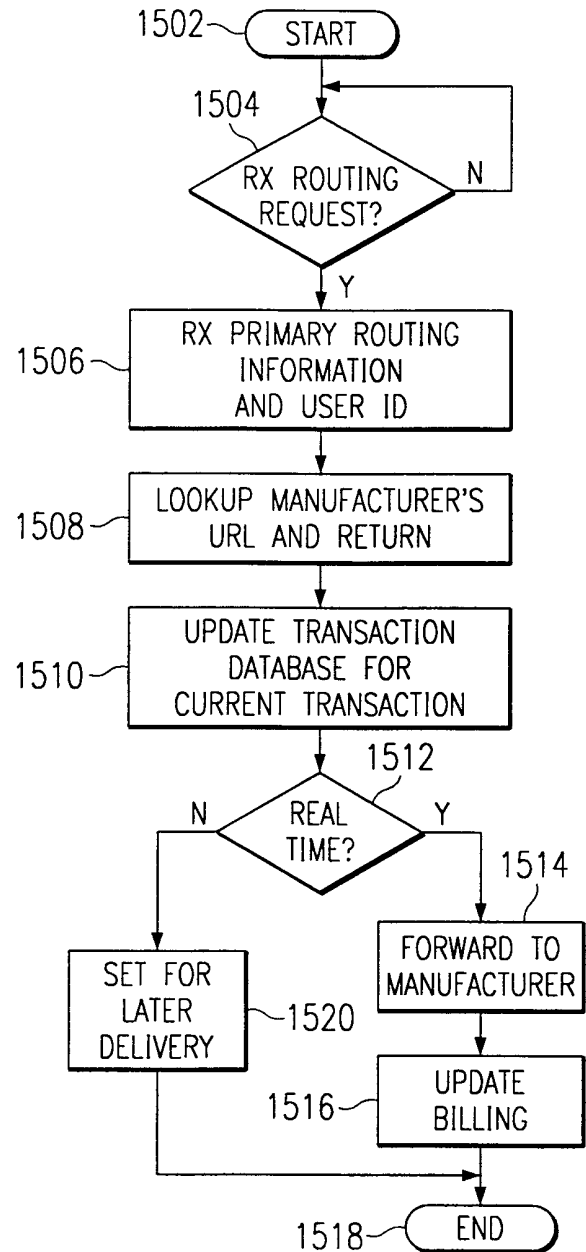 1502
START
1504
RX ROUTING
REQUEST?
N
Y
1506
RX PRIMARY ROUTING
INFORMATION
AND USER ID
1508
LOOKUP MANUFACTURER'S
URL AND RETURN
1510
UPDATE TRANSACTION
DATABASE FOR
CURRENT TRANSACTION
1512
N
REAL
TIME?
Y
1514
FORWARD TO
MANUFACTURER
SET FOR
LATER
DELIVERY
1520
1516
UPDATE
BILLING
1518
END